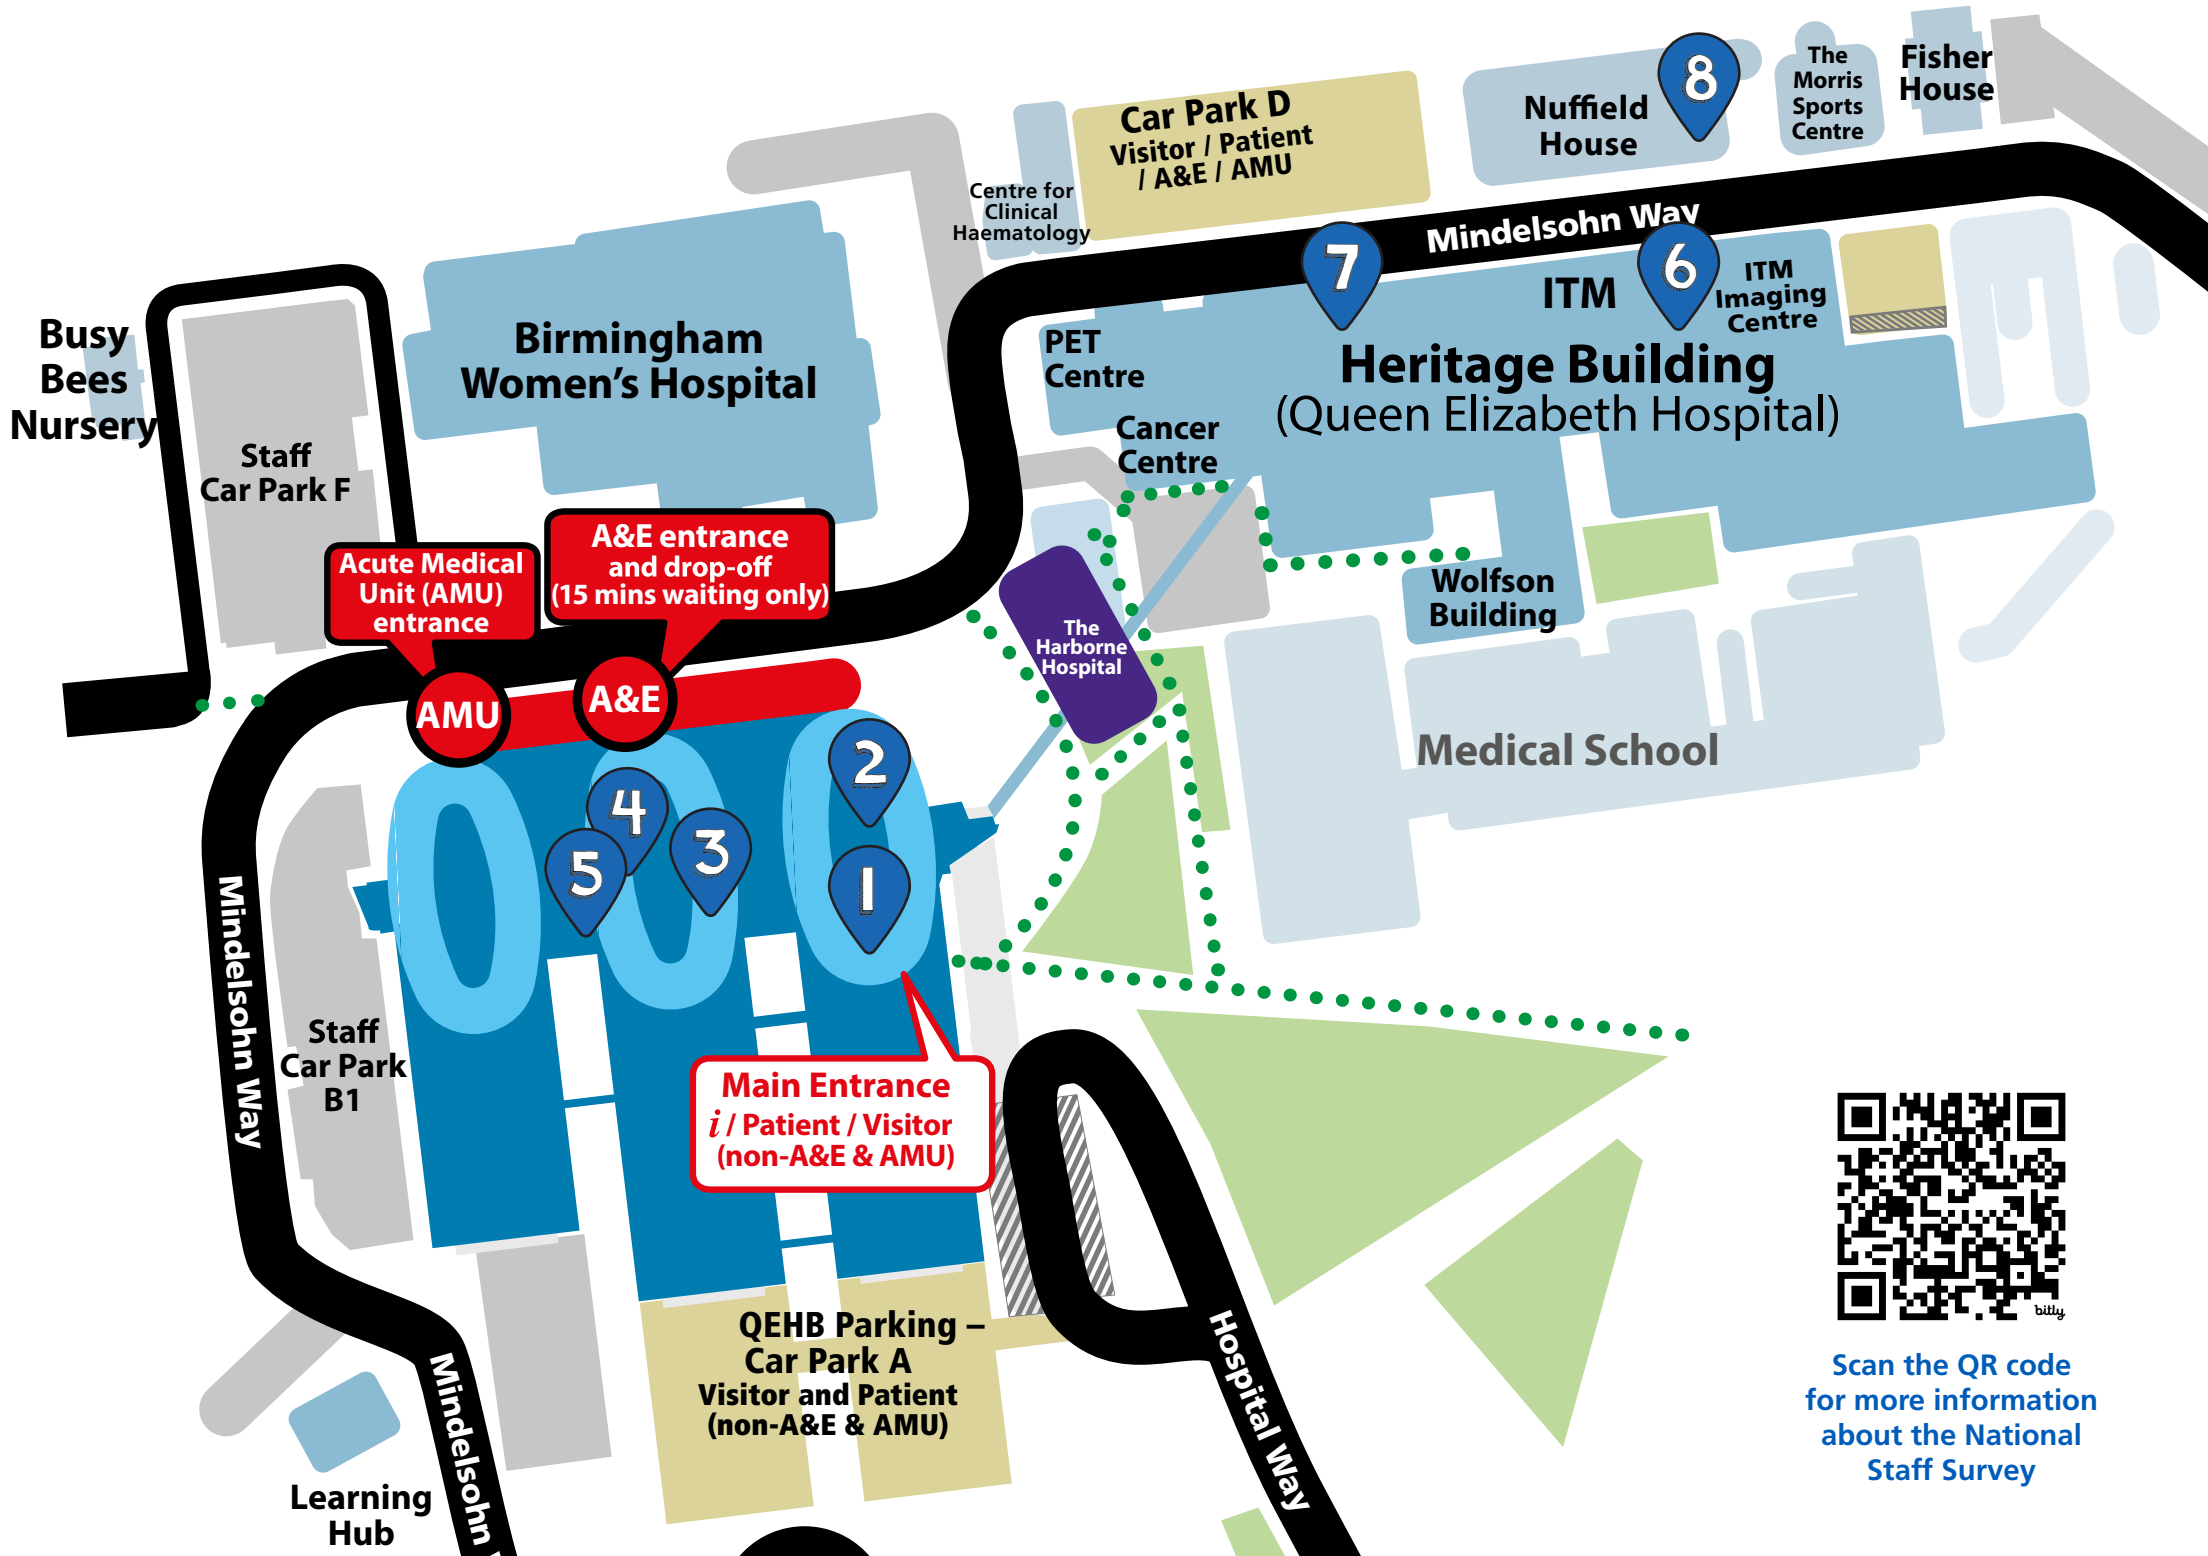 Car Park D
Visitor / Patient
/ A&E / AMU
Nuffield
House
8
The
Morris
Sports
Centre
Fisher
House
Centre for
Clinical
Haematology
Mindelsohn Way
7
ITM
6
ITM
Imaging
Centre
Busy
Bees
Nursery
Birmingham
Women's Hospital
PET
Centre
Heritage Building
(Queen Elizabeth Hospital)
Cancer
Centre
Staff
Car Park F
Acute Medical
Unit (AMU)
entrance
A&E entrance
and drop-off
(15 mins waiting only)
Wolfson
Building
The
Harborne
Hospital
AMU
A&E
Medical School
2
4
3
5
1
Mindelsohn Way
Staff
Car Park
B1
Main Entrance
i / Patient / Visitor
(non-A&E & AMU)
QEHB Parking –
Car Park A
Visitor and Patient
(non-A&E & AMU)
Hospital Way
Mindelsohn
Learning
Hub
bitly
Scan the QR code
for more information
about the National
Staff Survey